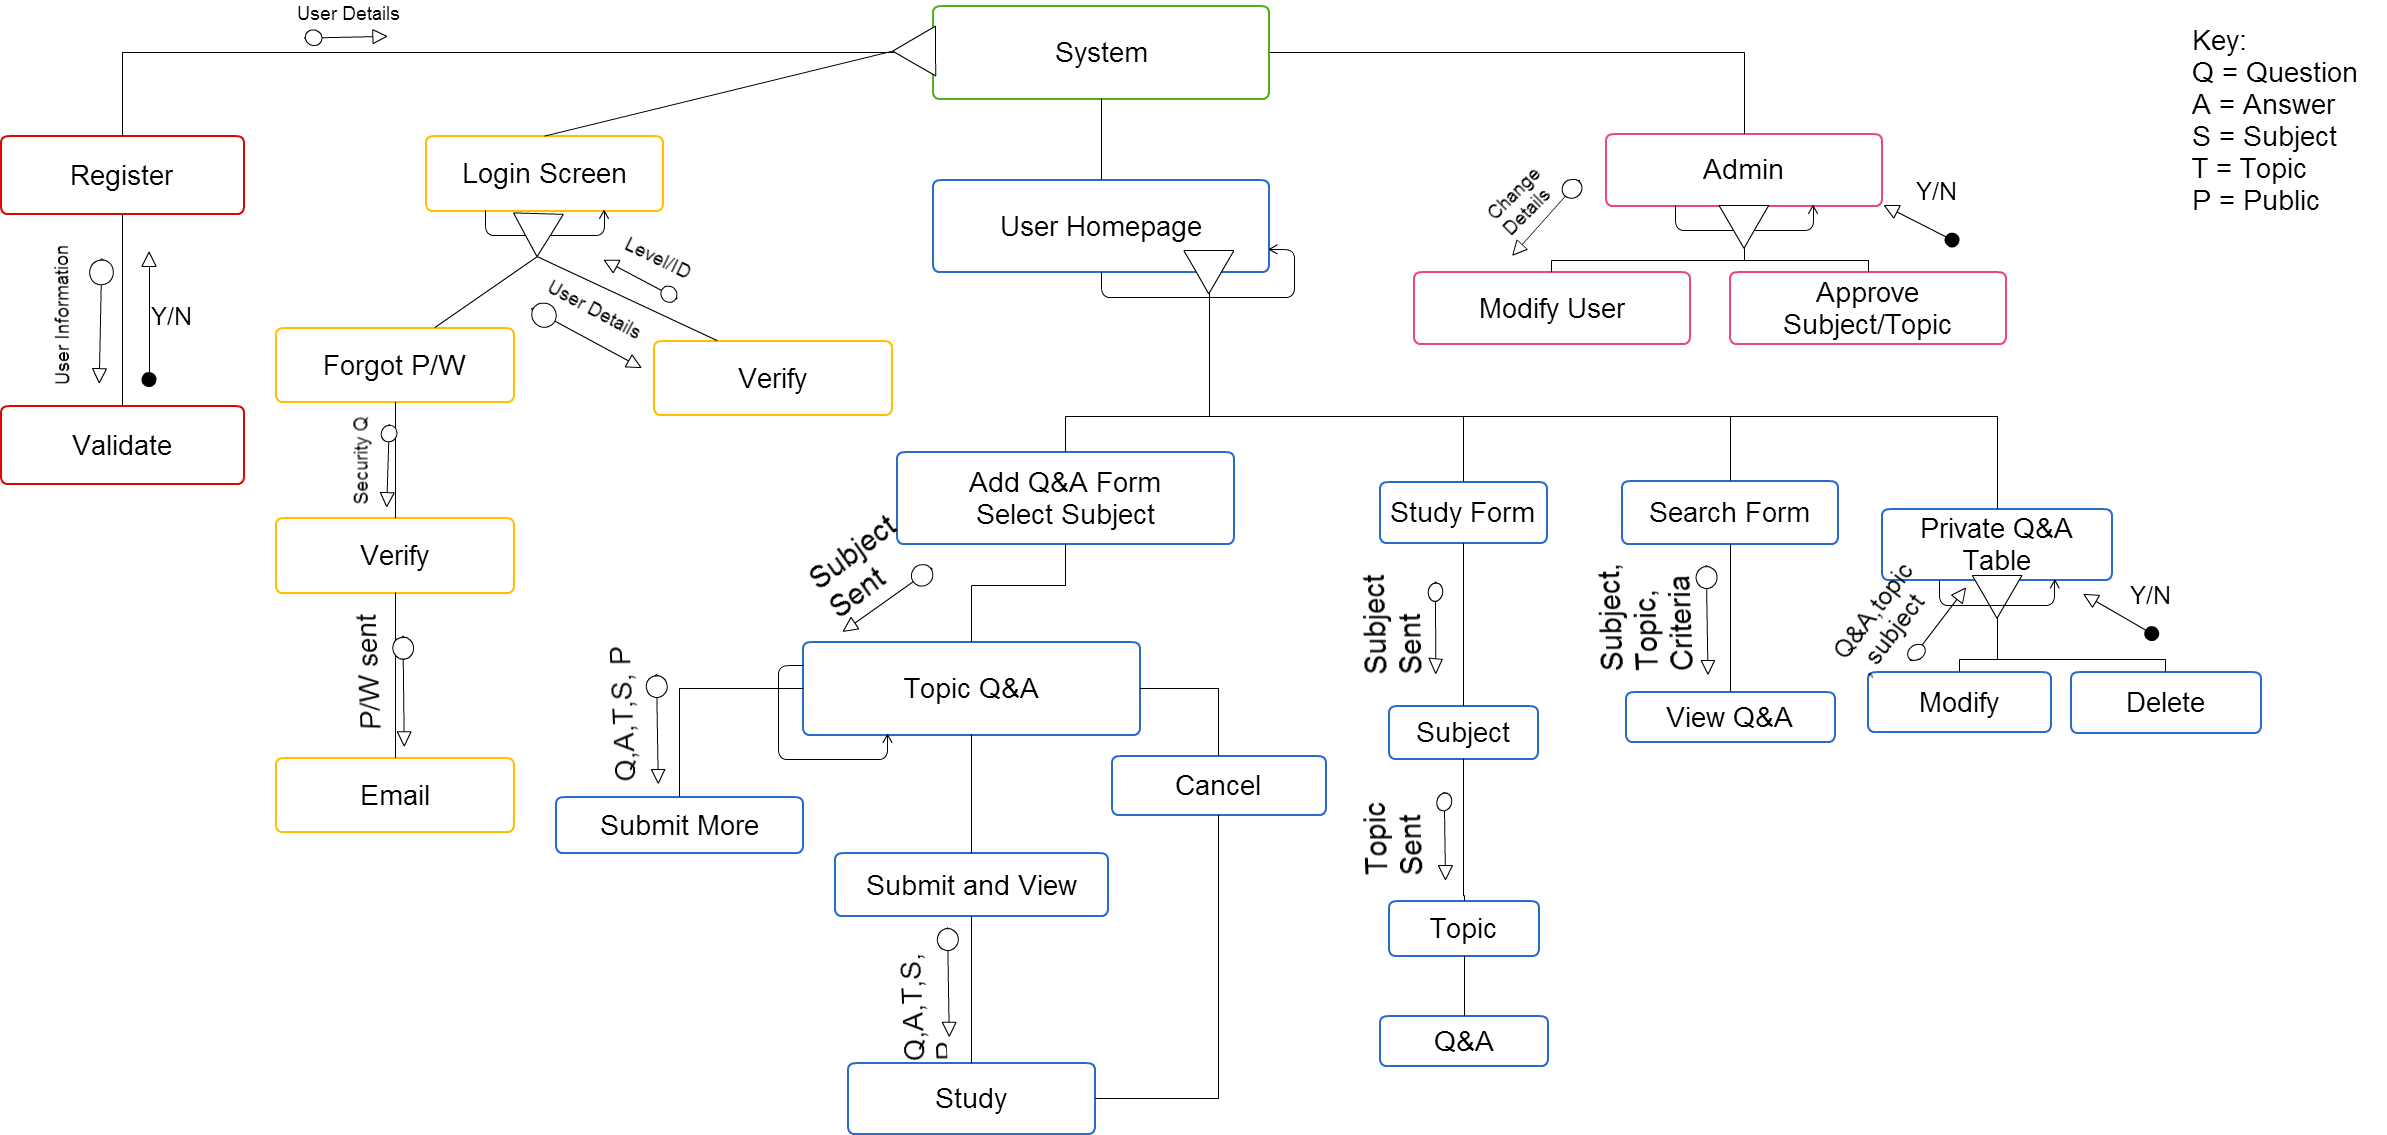 User Details
System
Key:
Q = Question
A = Answer
S = Subject
T = Topic
P = Public
Register
Login Screen
User Homepage
Admin
Change
Details
Y/N
User Information
Y/N
Level/ID
User Details
Modify User
Approve
Subject/Topic
Forgot P/W
Verify
Validate
Security Q
Add Q&A Form
Select Subject
Study Form
Search Form
Private Q&A
Table
Verify
Subject
Sent
Subject
Sent
Subject,
Topic,
Criteria
Q&A,topic
subject
Y/N
P/W sent
Q,A,T,S, P
Topic Q&A
Subject
View Q&A
Modify
Delete
Email
Submit More
Cancel
Topic
Sent
Submit and View
Topic
Q,A,T,S,
P
Q&A
Study